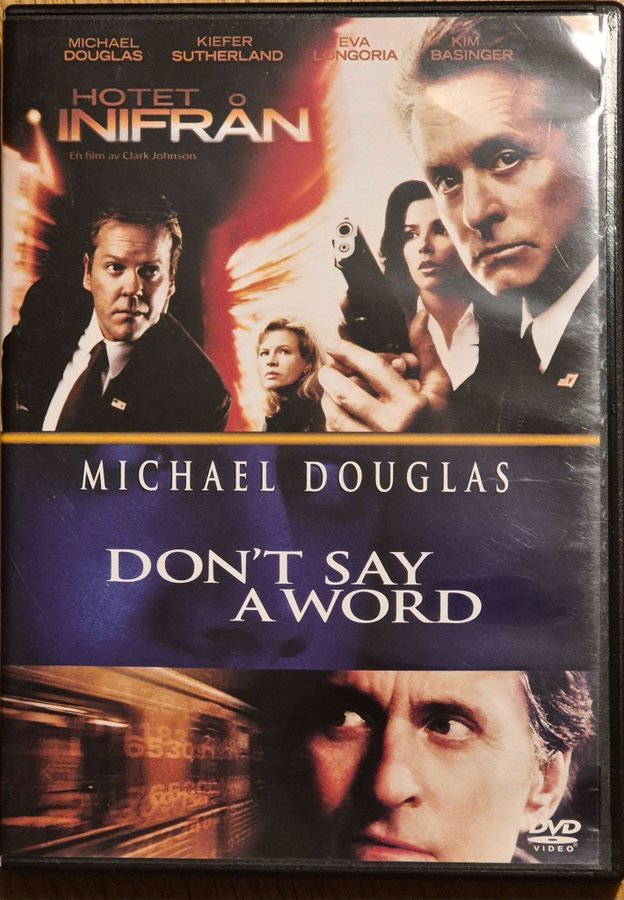 MICHAEL DOUGLAS
KIEFER SUTHERLAND
EVA LONGORIA
KIM BASINGER
HOTET
INIFRÅN
En film av Clark Johnson
MICHAEL DOUGLAS
DON'T SAY
A WORD
DVD
VIDEO